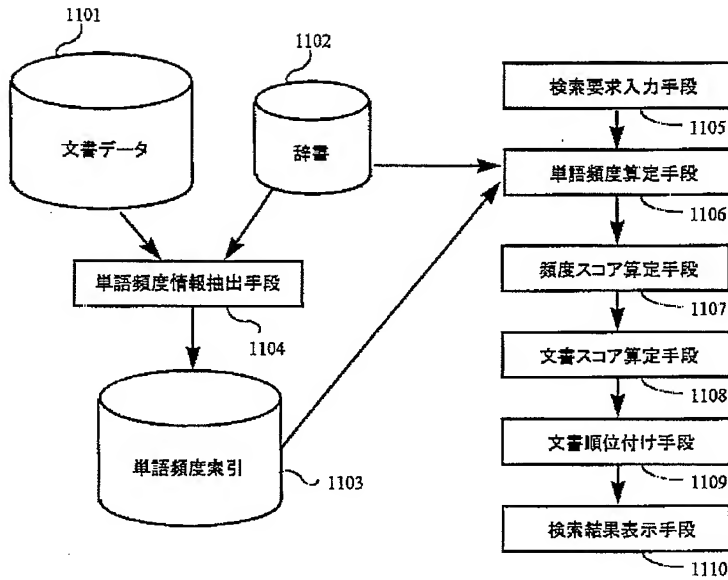 1101
文書データ
1102
辞書
単語頻度情報抽出手段
1104
単語頻度索引
1103
検索要求入力手段
1105
単語頻度算定手段
1106
頻度スコア算定手段
1107
文書スコア算定手段
1108
文書順位付け手段
1109
検索結果表示手段
1110